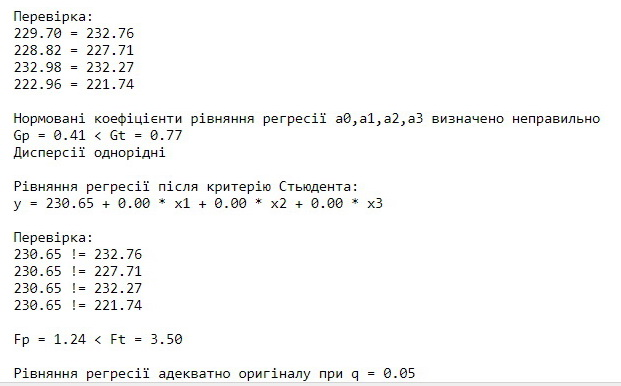 Перевірка:
229.70 = 232.76
228.82 = 227.71
232.98 = 232.27
222.96 = 221.74
Нормовані коефіцієнти рівняння регресії a0,a1,a2,a3 визначено неправильно
Gp = 0.41 < Gt = 0.77
Дисперсії однорідні
Рівняння регресії після критерію Стьюдента:
y = 230.65 + 0.00 * x1 + 0.00 * x2 + 0.00 * x3
Перевірка:
230.65 != 232.76
230.65 != 227.71
230.65 != 232.27
230.65 != 221.74
Fp = 1.24 < Ft = 3.50
Рівняння регресії адекватно оригіналу при q = 0.05